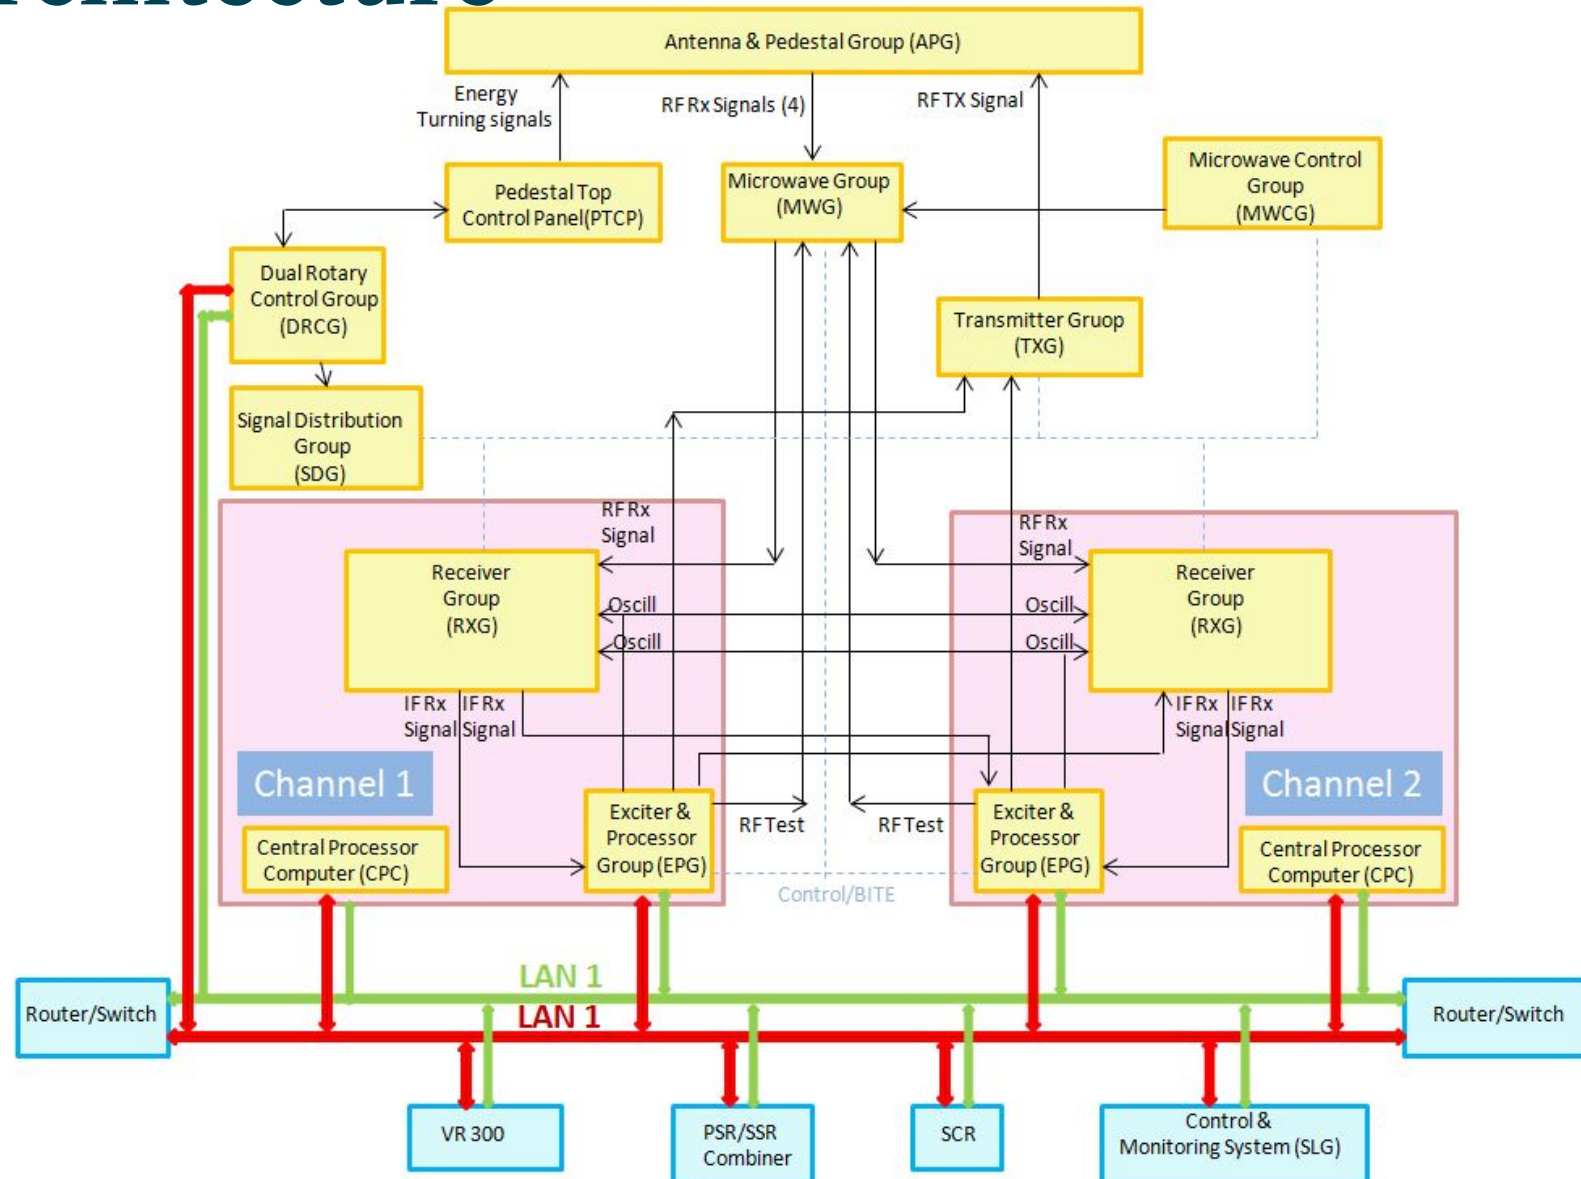 Antenna & Pedestal Group (APG)
Energy
Turning signals
RF Rx Signals (4)
RF TX Signal
Pedestal Top
Control Panel(PTCP)
Microwave Group
(MWG)
Microwave Control
Group
(MWCG)
Dual Rotary
Control Group
(DRCG)
Transmitter Gruop
(TXG)
Signal Distribution
Group
(SDG)
RF Rx
Signal
RF Rx
Signal
Receiver
Group
(RXG)
Receiver
Group
(RXG)
Oscill
Oscill
Oscill
Oscill
IF Rx
Signal
IF Rx
Signal
IF Rx
Signal
IF Rx
Signal
Channel 1
Channel 2
Exciter &
Processor
Group (EPG)
RF Test
RF Test
Exciter &
Processor
Group (EPG)
Central Processor
Computer (CPC)
Central Processor
Computer (CPC)
Control/BITE
LAN 1
LAN 1
Router/Switch
Router/Switch
VR 300
PSR/SSR
Combiner
SCR
Control &
Monitoring System (SLG)